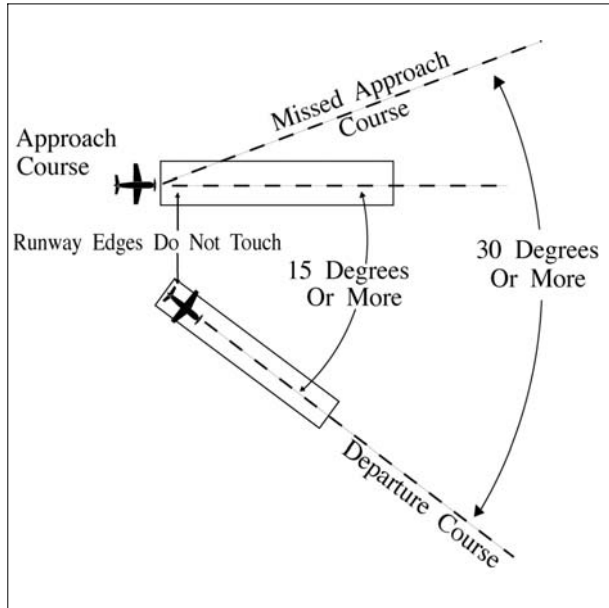 Missed Approach
Course
Approach
Course
Runway Edges Do Not Touch
15 Degrees
Or More
30 Degrees
Or More
Departure Course